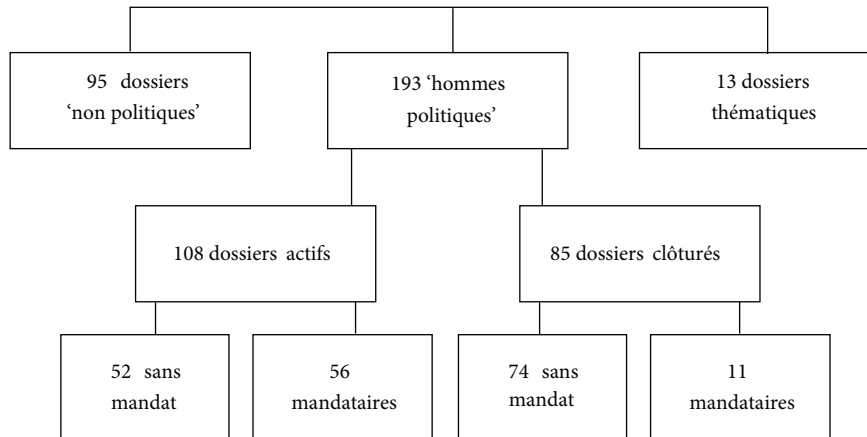 95 dossiers
‘non politiques’
193 ‘hommes
politiques’
13 dossiers
thématiques
108 dossiers actifs
85 dossiers clôturés
52 sans
mandat
56
mandataires
74 sans
mandat
11
mandataires